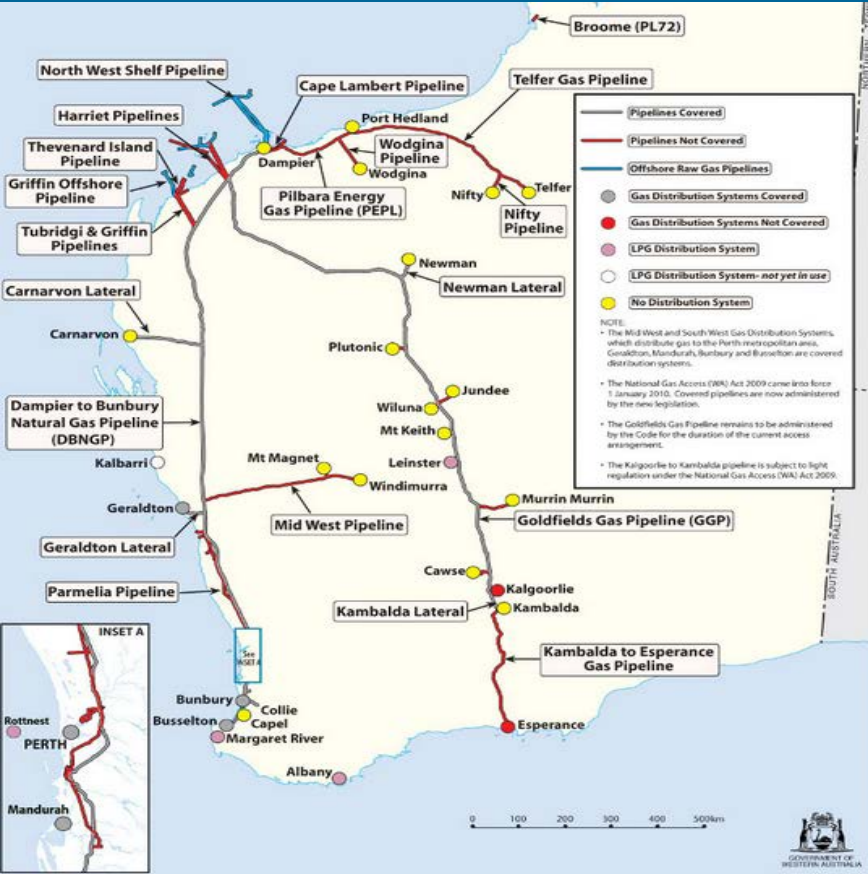 Broome (PL72)
North West Shelf Pipeline
Cape Lambert Pipeline
Telfer Gas Pipeline
Harriet Pipelines
Port Hedland
Thevenard Island
Pipeline
Dampier
Wodgina
Pipeline
Wodgina
Griffin Offshore
Pipeline
Pilbara Energy
Gas Pipeline (PEPL)
Nifty
Telfer
Nifty
Pipeline
Tubridgi & Griffin
Pipelines
Newman
Newman Lateral
Carnarvon Lateral
Carnarvon
Plutonic
Jundee
Wiluna
Dampier to Bunbury
Natural Gas Pipeline
(DBNGP)
Mt Keith
Kalbarri
Mt Magnet
Leinster
Windimurra
Geraldton
Murrin Murrin
Mid West Pipeline
Goldfields Gas Pipeline (GGP)
Geraldton Lateral
Cawse
Parmelia Pipeline
Kalgoorlie
Kambalda Lateral
Kambalda
See
INSET A
Kambalda to Esperance
Gas Pipeline
Bunbury
Collie
Busselton
Capel
Margaret River
Esperance
Albany
INSET A
Rottnest
PERTH
Mandurah
Pipelines Covered
Pipelines Not Covered
Offshore Raw Gas Pipelines
Gas Distribution Systems Covered
Gas Distribution Systems Not Covered
LPG Distribution System
LPG Distribution System- not yet in use
No Distribution System
NOTE:
• The Mid West and South West Gas Distribution Systems,
which distribute gas to the Perth metropolitan area,
Geraldton, Mandurah, Bunbury and Busselton are covered
distribution systems.
• The National Gas Access (WA) Act 2009 came into force
1 January 2010. Covered pipelines are now administered
by the new legislation.
• The Goldfields Gas Pipeline remains to be administered
by the Code for the duration of the current access
arrangement.
• The Kalgoorlie to Kambalda pipeline is subject to light
regulation under the National Gas Access (WA) Act 2009.
SOUTH AUSTRALIA
0 100 200 300 400 500km
GOVERNMENT OF
WESTERN AUSTRALIA